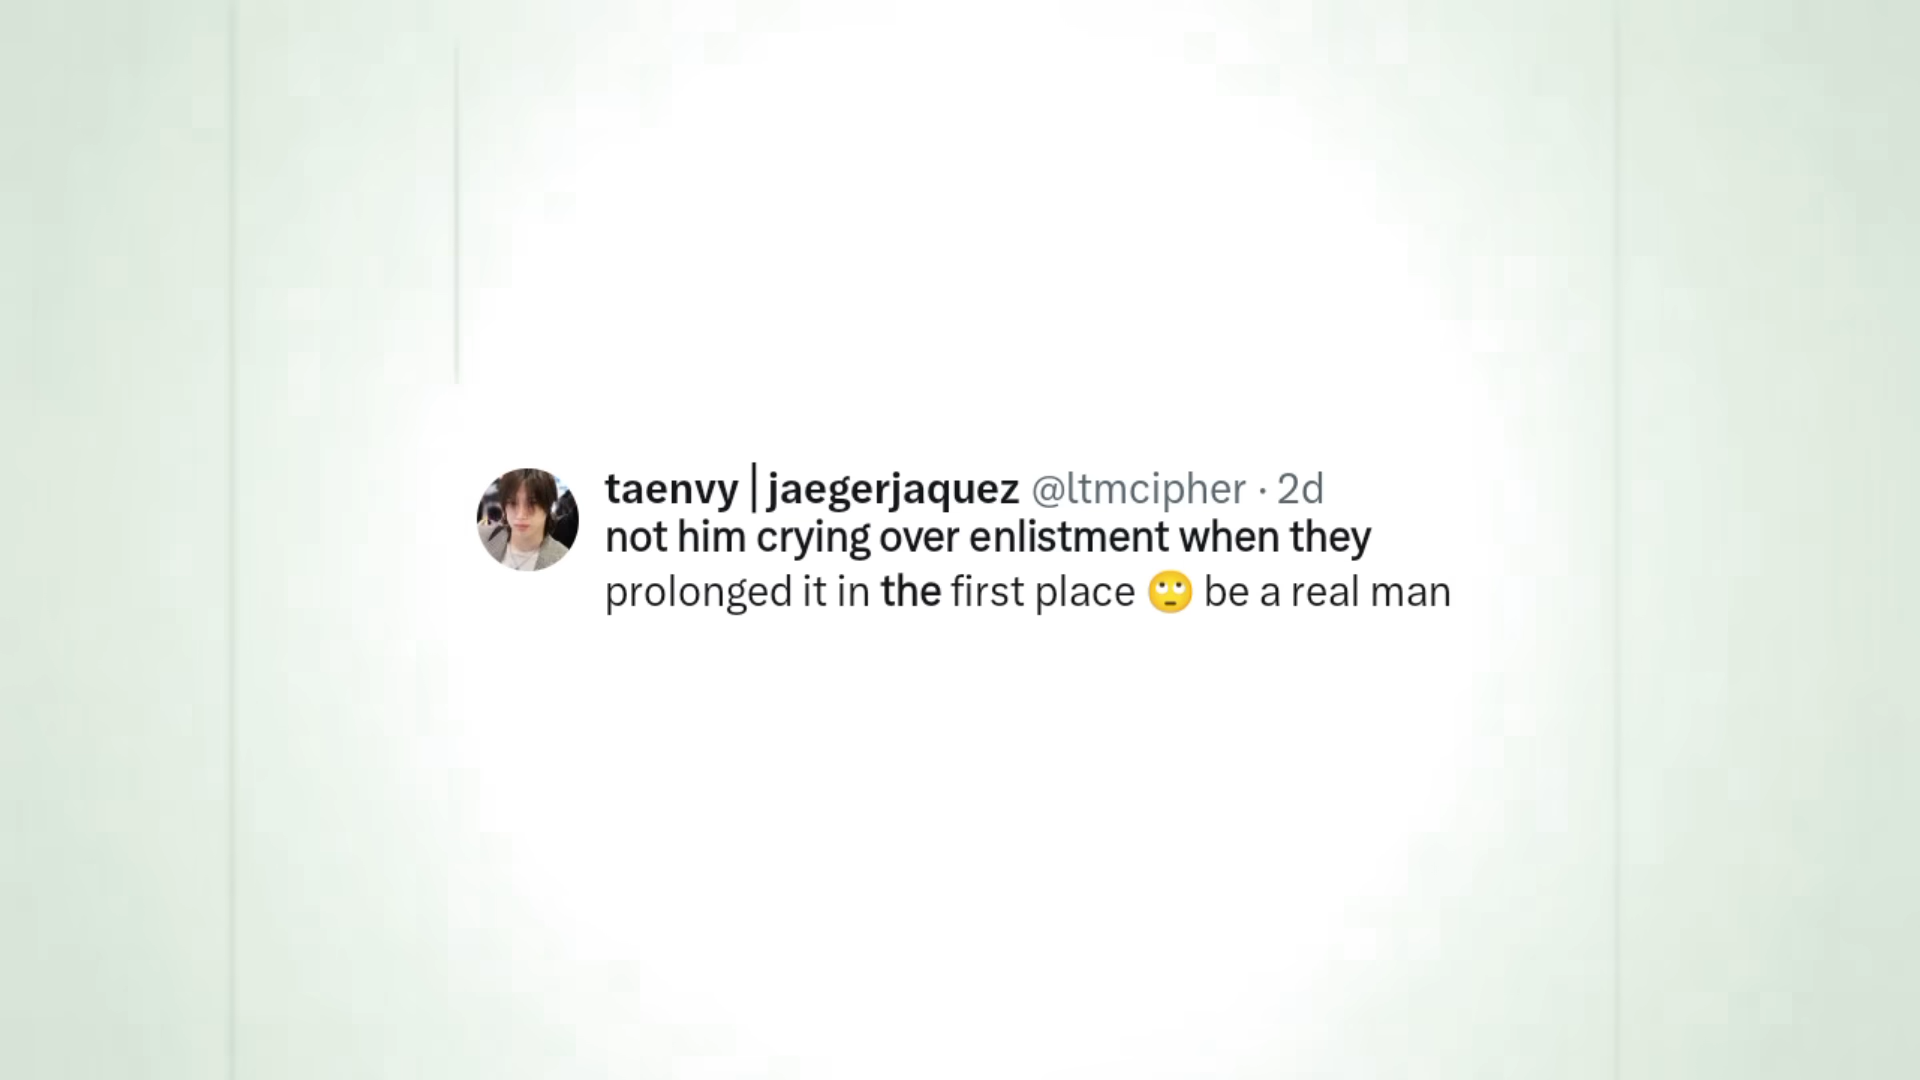 taenvy | jaegerjaquez @ltmcipher · 2d
not him crying over enlistment when they
prolonged it in the first place 🙄 be a real man